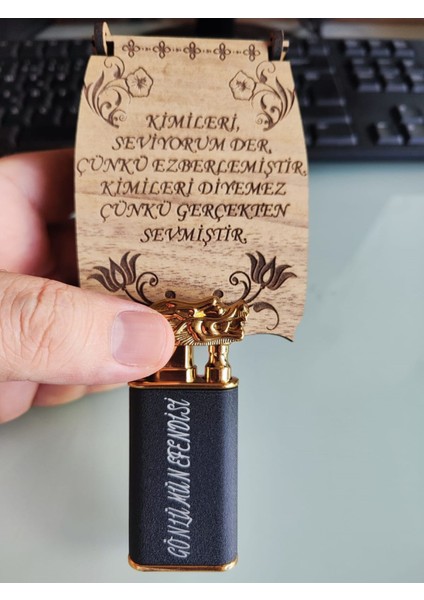 KİMİLERİ,
SEVİYORUM DER,
ÇÜNKÜ EZBERLEMİŞTİR,
KİMİLERİ DİYEMEZ
ÇÜNKÜ GERÇEKTEN
SEVMİŞTİR.
GÖNLÜMÜN EFENDİSİ